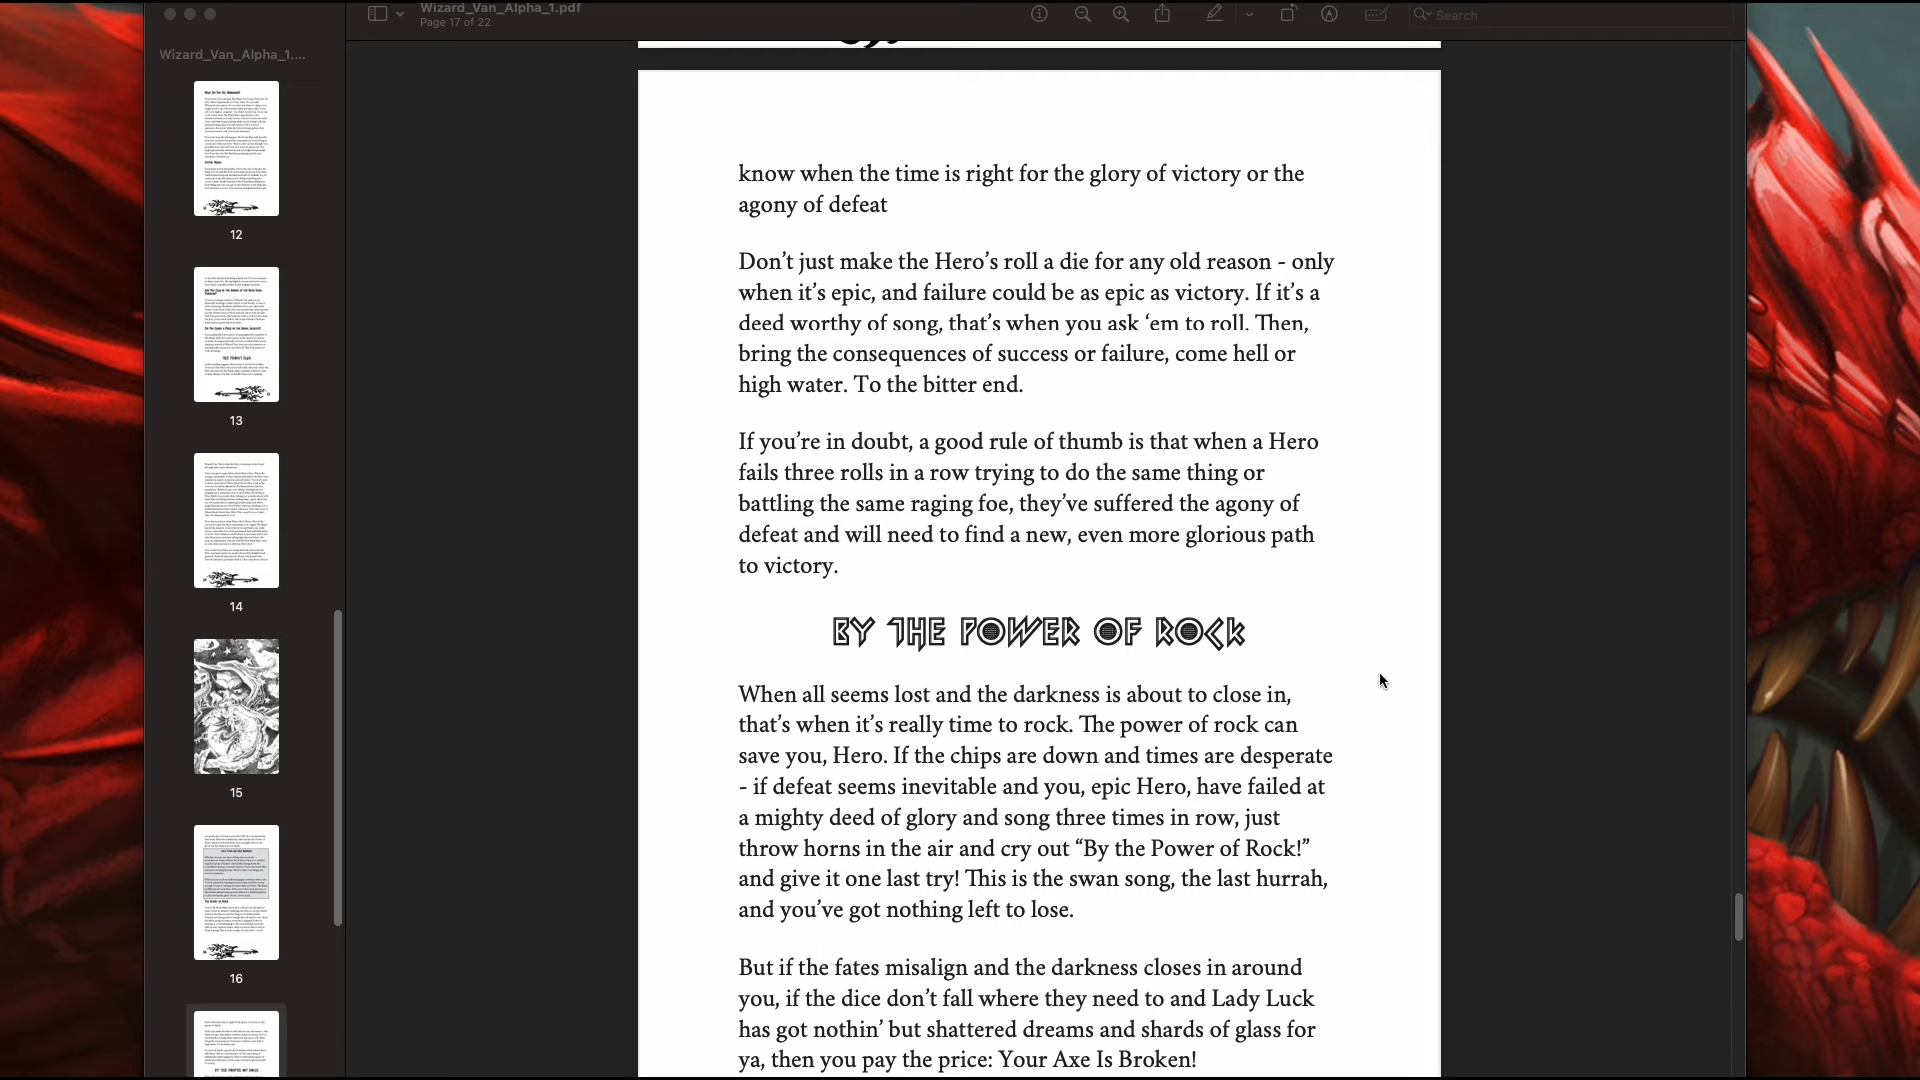 Wizard_Van_Alpha_1.pdf
Page 17 of 22
Search
Wizard_Van_Alpha_1....
12
13
14
15
16
know when the time is right for the glory of victory or the
agony of defeat
Don’t just make the Hero’s roll a die for any old reason - only
when it’s epic, and failure could be as epic as victory. If it’s a
deed worthy of song, that’s when you ask ‘em to roll. Then,
bring the consequences of success or failure, come hell or
high water. To the bitter end.
If you’re in doubt, a good rule of thumb is that when a Hero
fails three rolls in a row trying to do the same thing or
battling the same raging foe, they’ve suffered the agony of
defeat and will need to find a new, even more glorious path
to victory.
BY THE POWER OF ROCK
When all seems lost and the darkness is about to close in,
that’s when it’s really time to rock. The power of rock can
save you, Hero. If the chips are down and times are desperate
- if defeat seems inevitable and you, epic Hero, have failed at
a mighty deed of glory and song three times in row, just
throw horns in the air and cry out “By the Power of Rock!”
and give it one last try! This is the swan song, the last hurrah,
and you’ve got nothing left to lose.
But if the fates misalign and the darkness closes in around
you, if the dice don’t fall where they need to and Lady Luck
has got nothin’ but shattered dreams and shards of glass for
ya, then you pay the price: Your Axe Is Broken!